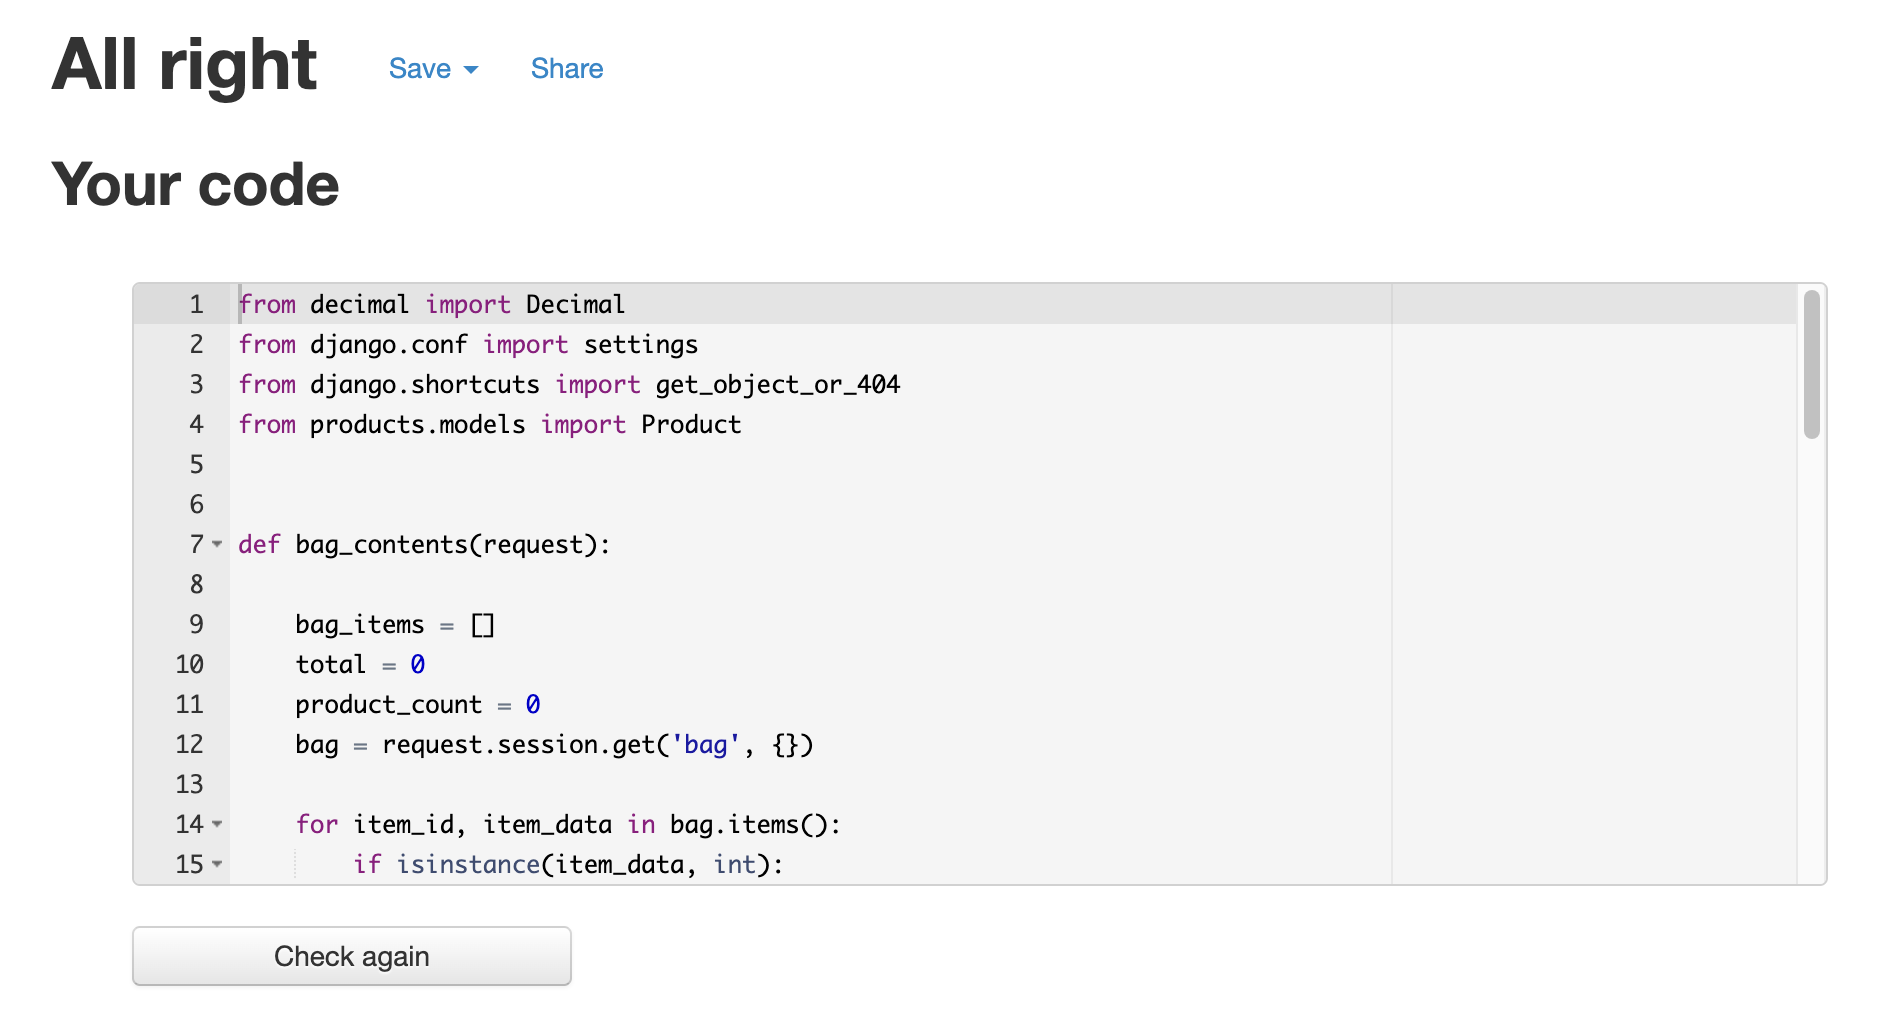 All right Save Share
Your code
1 from decimal import Decimal
2 from django.conf import settings
3 from django.shortcuts import get_object_or_404
4 from products.models import Product
5
6
7 def bag_contents(request):
8
9 bag_items = []
10 total = 0
11 product_count = 0
12 bag = request.session.get('bag', {})
13
14 for item_id, item_data in bag.items():
15 if isinstance(item_data, int):
Check again